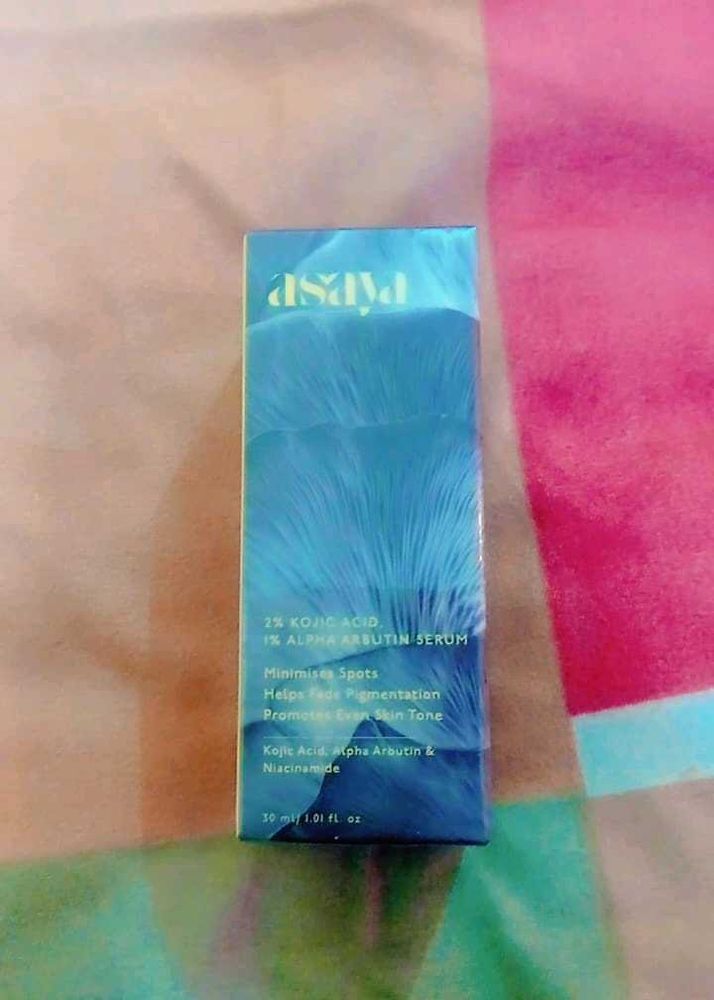 asaya
2% KOJIC ACID,
1% ALPHA ARBUTIN SERUM
Minimises Spots
Helps Fade Pigmentation
Promotes Even Skin Tone
Kojic Acid, Alpha Arbutin &
Niacinamide
30 ml/ 1.01 fl. oz